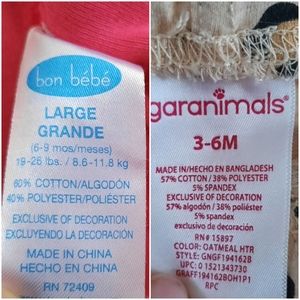 bon bébé
LARGE
GRANDE
(6-9 mos/meses)
19-26 lbs. / 8.6-11.8 kg
60% COTTON/ALGODÓN
40% POLYESTER/POLIÉSTER
EXCLUSIVE OF DECORATION
EXCLUYENDO LA DECORACIÓN
MADE IN CHINA
HECHO EN CHINA
RN 72409
garanimals®
3-6M
MADE IN/HECHO EN BANGLADESH
57% COTTON / 38% POLYESTER
5% SPANDEX
EXCLUSIVE OF DECORATION
57% algodón / 38% poliéster
5% spandex
exclusivo de decoración
RN# 15897
COLOR: OATMEAL HTR
STYLE: GNGF194162B
UPC: 0 1521343730
GRAFF194162BOH1P1
RPC